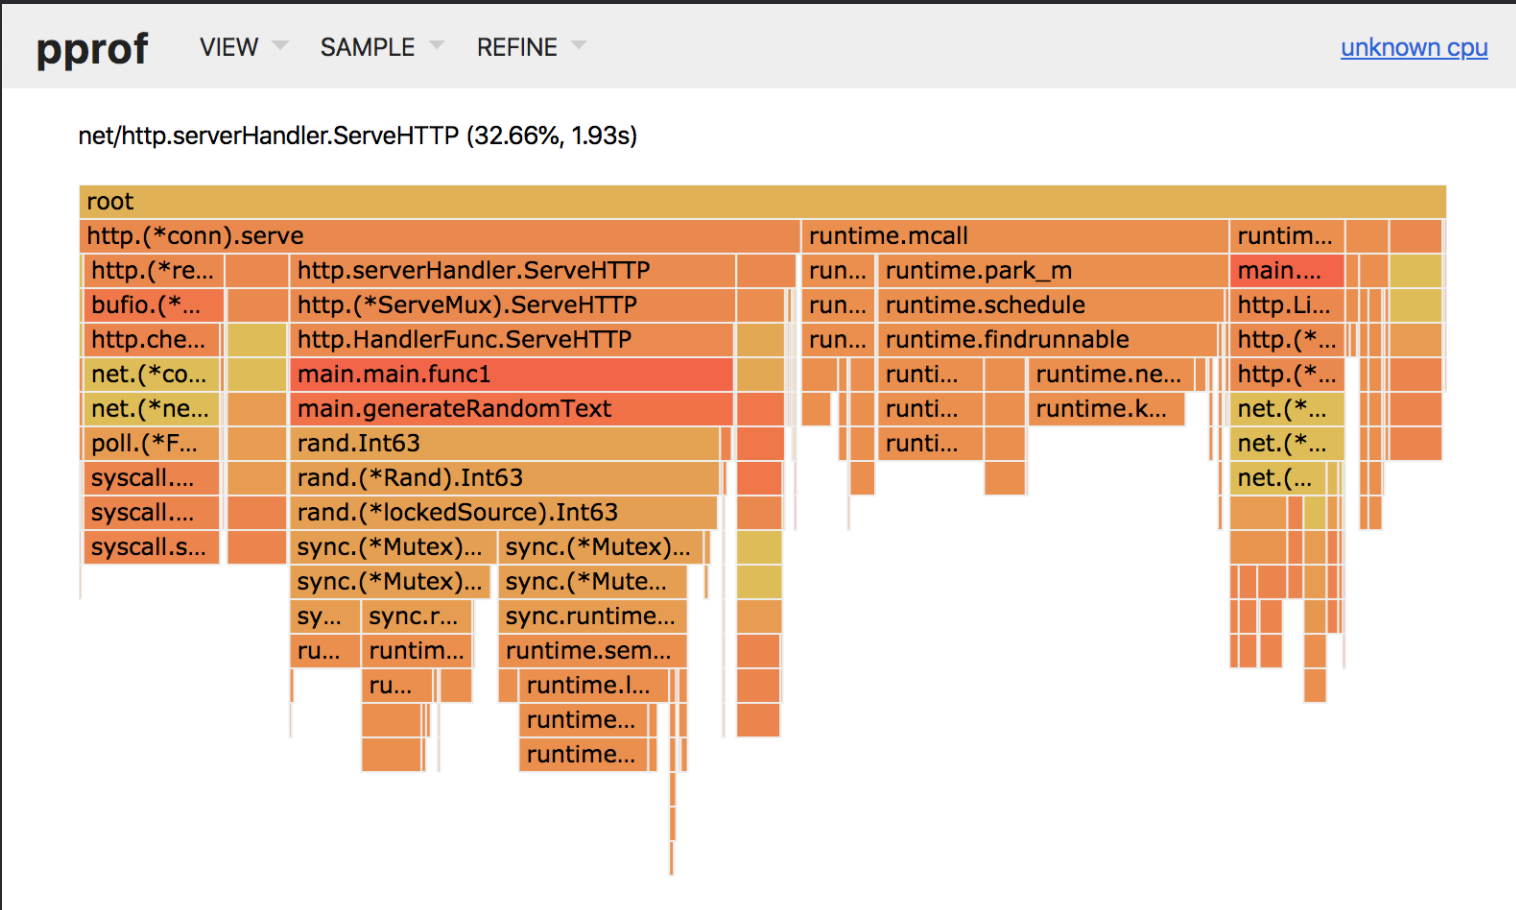 pprof VIEW SAMPLE REFINE unknown cpu
net/http.serverHandler.ServeHTTP (32.66%, 1.93s)
root
http.(*conn).serve runtime.mcall runtim...
http.(*re... http.serverHandler.ServeHTTP run... runtime.park_m main....
bufio.(*... http.(*ServeMux).ServeHTTP run... runtime.schedule http.Li...
http.che... http.HandlerFunc.ServeHTTP run... runtime.findrunnable http.(*...
net.(*co... main.main.func1 runti... runtime.ne... http.(*...
net.(*ne... main.generateRandomText runti... runtime.k... net.(*...
poll.(*F... rand.Int63 runti... net.(*...
syscall.... rand.(*Rand).Int63 net.(...
syscall.... rand.(*lockedSource).Int63
syscall.s... sync.(*Mutex)... sync.(*Mutex)...
sync.(*Mutex)... sync.(*Mute...
sy... sync.r... sync.runtime...
ru... runtim... runtime.sem...
ru... runtime.l...
runtime...
runtime...